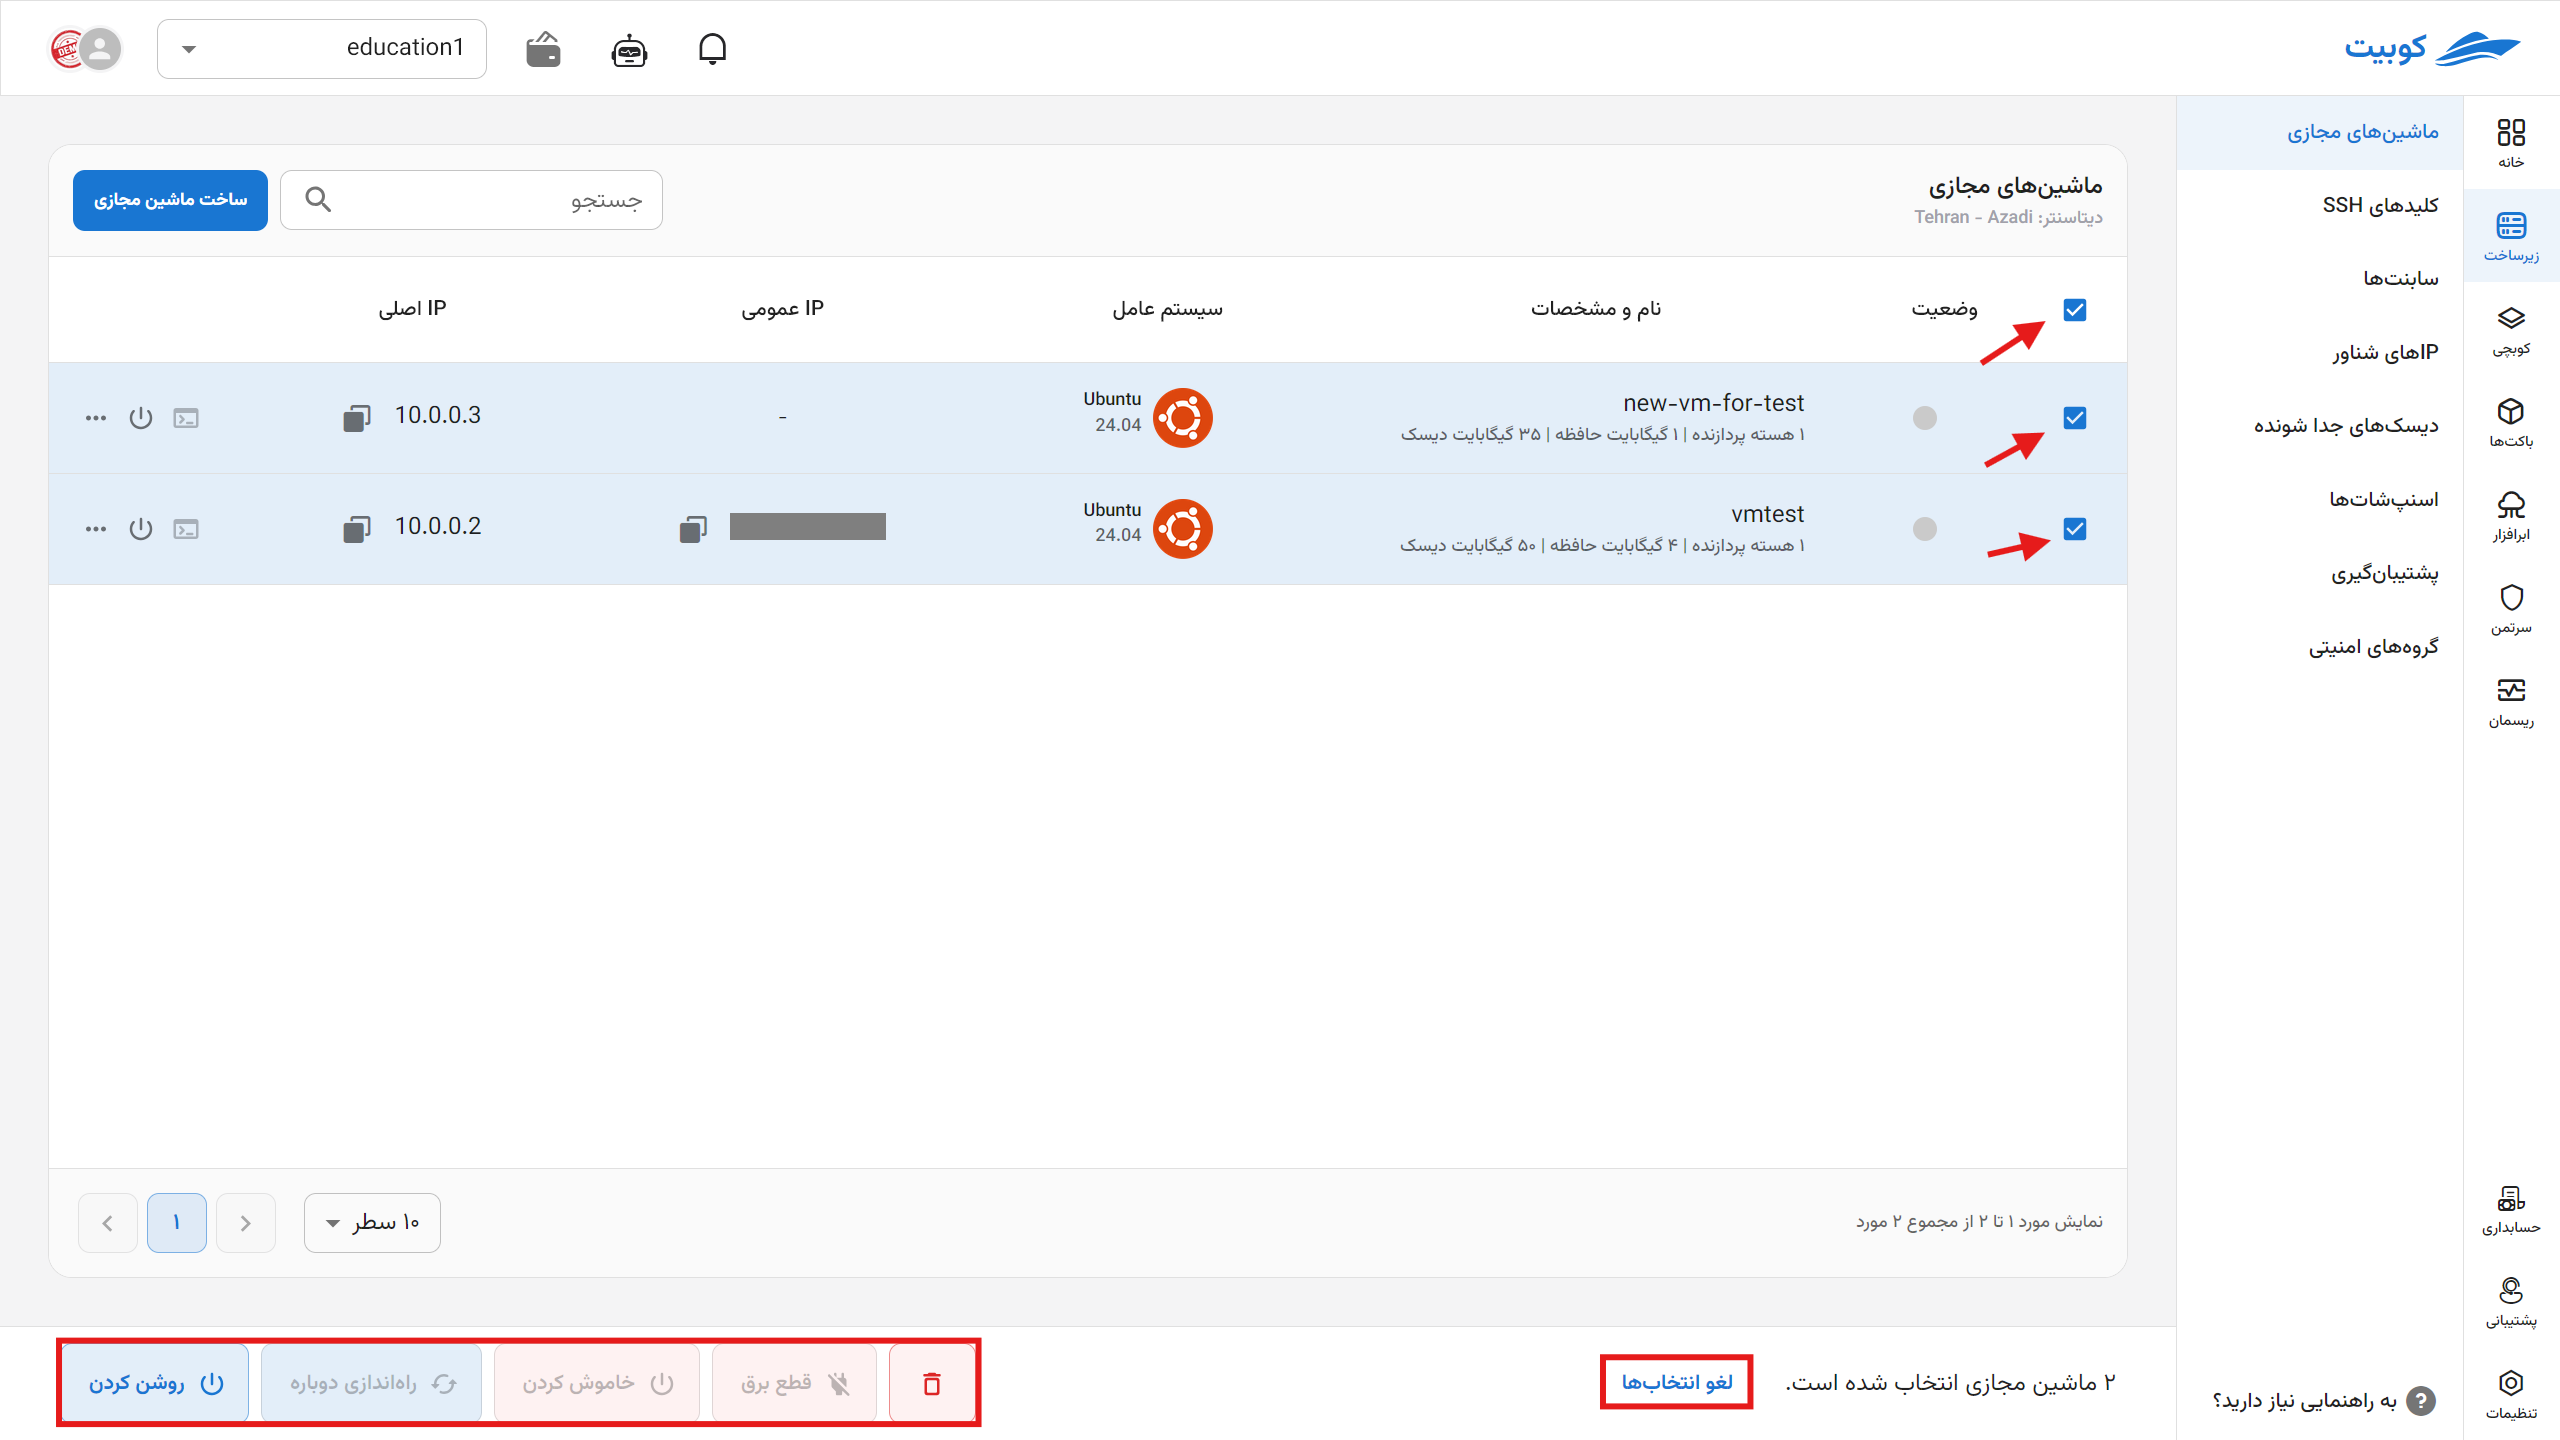 کوبیت
education1
DEMO
خانه
زیرساخت
کوبچی
باکت‌ها
ابرافزار
سرتمن
ریسمان
حسابداری
پشتیبانی
تنظیمات
ماشین‌های مجازی
کلیدهای SSH
سابنت‌ها
IPهای شناور
دیسک‌های جدا شونده
اسنپ‌شات‌ها
پشتیبان‌گیری
گروه‌های امنیتی
به راهنمایی نیاز دارید؟
ماشین‌های مجازی
دیتاسنتر: Tehran - Azadi
جستجو
ساخت ماشین مجازی
وضعیت نام و مشخصات سیستم عامل IP عمومی IP اصلی
new-vm-for-test
۱ هسته پردازنده | ۱ گیگابایت حافظه | ۳۵ گیگابایت دیسک
Ubuntu
24.04
-
10.0.0.3
vmtest
۱ هسته پردازنده | ۴ گیگابایت حافظه | ۵۰ گیگابایت دیسک
Ubuntu
24.04
10.0.0.2
نمایش مورد ۱ تا ۲ از مجموع ۲ مورد
۱۰ سطر
۱
۲ ماشین مجازی انتخاب شده است.
لغو انتخاب‌ها
قطع برق
خاموش کردن
راه‌اندازی دوباره
روشن کردن